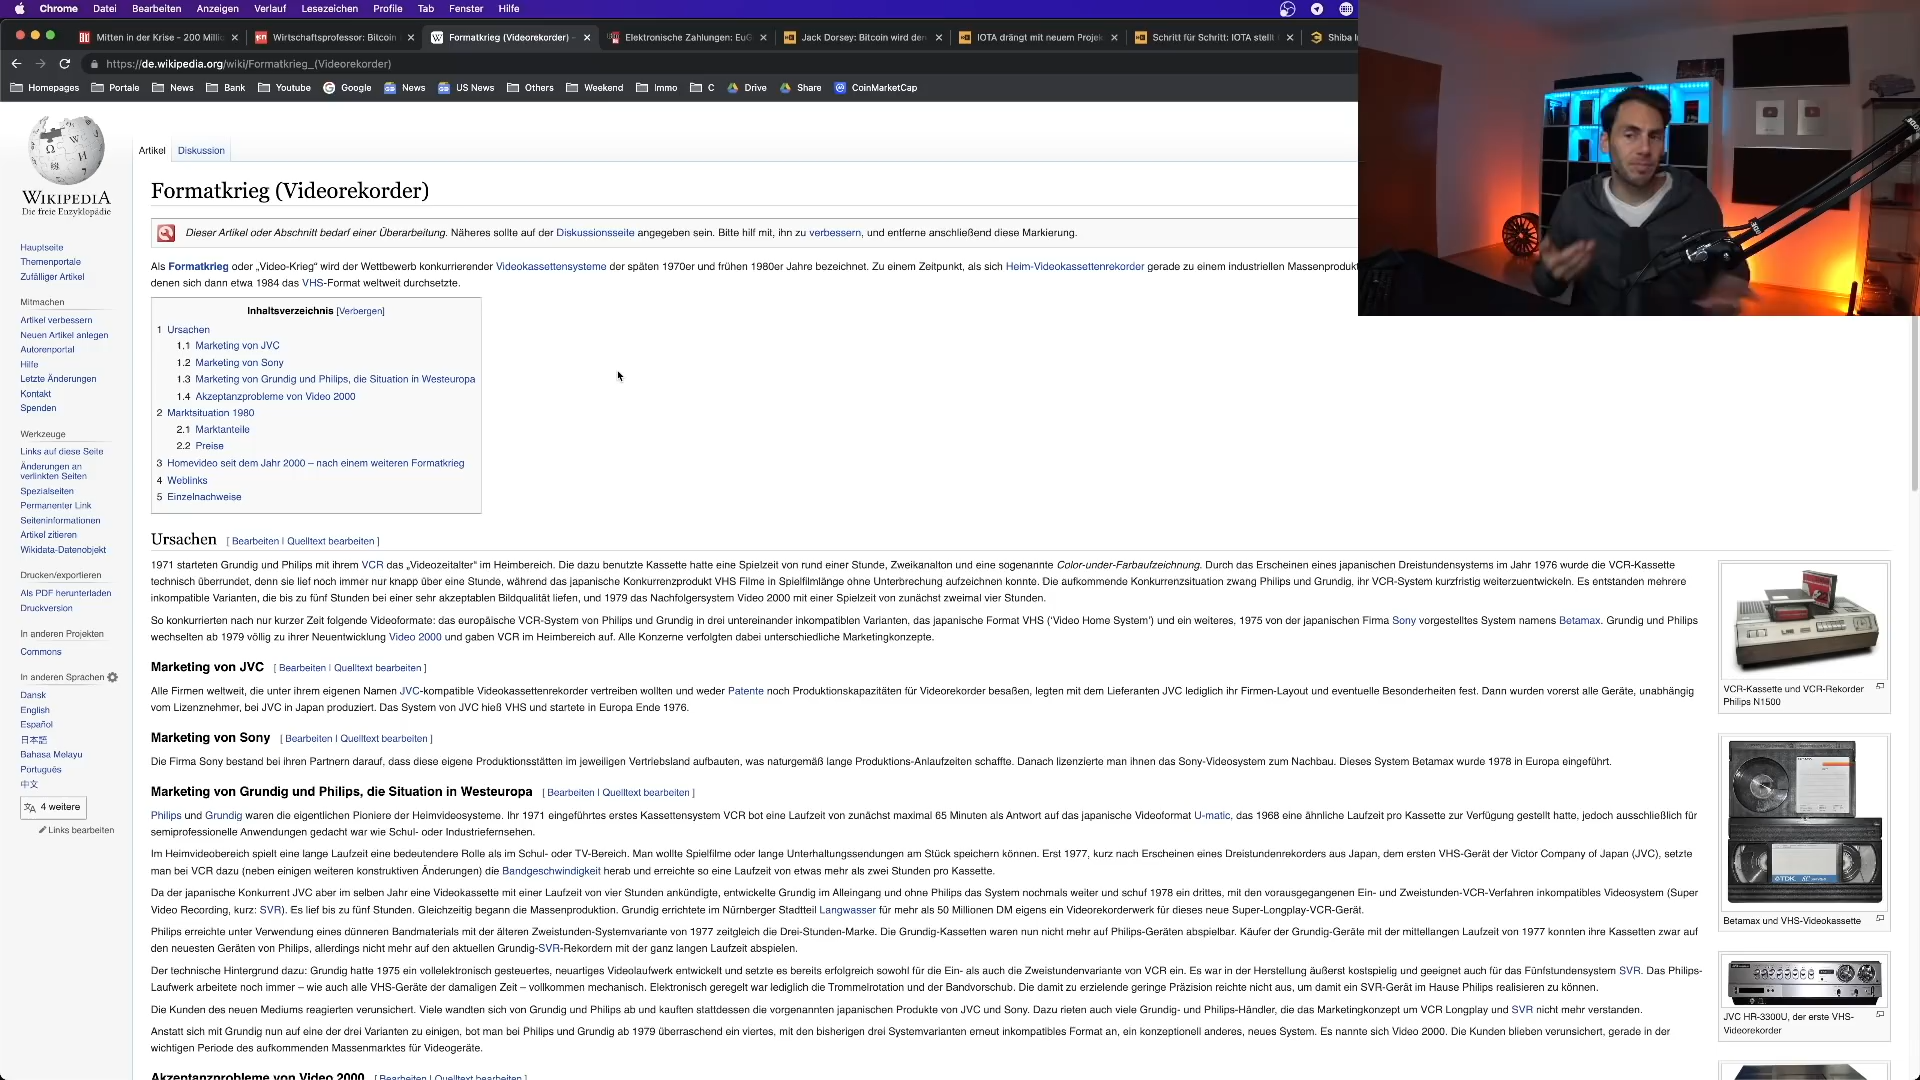 Chrome Datei Bearbeiten Anzeigen Verlauf Lesezeichen Profile Tab Fenster Hilfe
Mitten in der Krise - 200 Milli
Wirtschaftsprofessor: Bitcoin
Formatkrieg (Videorekorder) -
Elektronische Zahlungen: EuG
Jack Dorsey: Bitcoin wird den
IOTA drängt mit neuem Projek
Schritt für Schritt: IOTA stellt
Shiba I
https://de.wikipedia.org/wiki/Formatkrieg_(Videorekorder)
Homepages Portale News Bank Youtube Google News US News Others Weekend Immo C Drive Share CoinMarketCap
WIKIPEDIA
Die freie Enzyklopädie
Hauptseite
Themenportale
Zufälliger Artikel
Mitmachen
Artikel verbessern
Neuen Artikel anlegen
Autorenportal
Hilfe
Letzte Änderungen
Kontakt
Spenden
Werkzeuge
Links auf diese Seite
Änderungen an
verlinkten Seiten
Spezialseiten
Permanenter Link
Seiteninformationen
Artikel zitieren
Wikidata-Datenobjekt
Drucken/exportieren
Als PDF herunterladen
Druckversion
In anderen Projekten
Commons
In anderen Sprachen
Dansk
English
Español
日本語
Bahasa Melayu
Português
中文
4 weitere
Links bearbeiten
Artikel Diskussion
Formatkrieg (Videorekorder)
Dieser Artikel oder Abschnitt bedarf einer Überarbeitung. Näheres sollte auf der Diskussionsseite angegeben sein. Bitte hilf mit, ihn zu verbessern, und entferne anschließend diese Markierung.
Als Formatkrieg oder „Video-Krieg“ wird der Wettbewerb konkurrierender Videokassettensysteme der späten 1970er und frühen 1980er Jahre bezeichnet. Zu einem Zeitpunkt, als sich Heim-Videokassettenrekorder gerade zu einem industriellen Massenprodukt
denen sich dann etwa 1984 das VHS-Format weltweit durchsetzte.
Inhaltsverzeichnis [Verbergen]
1 Ursachen
1.1 Marketing von JVC
1.2 Marketing von Sony
1.3 Marketing von Grundig und Philips, die Situation in Westeuropa
1.4 Akzeptanzprobleme von Video 2000
2 Marktsituation 1980
2.1 Marktanteile
2.2 Preise
3 Homevideo seit dem Jahr 2000 – nach einem weiteren Formatkrieg
4 Weblinks
5 Einzelnachweise
Ursachen [ Bearbeiten | Quelltext bearbeiten ]
1971 starteten Grundig und Philips mit ihrem VCR das „Videozeitalter“ im Heimbereich. Die dazu benutzte Kassette hatte eine Spielzeit von rund einer Stunde, Zweikanalton und eine sogenannte Color-under-Farbaufzeichnung. Durch das Erscheinen eines japanischen Dreistundensystems im Jahr 1976 wurde die VCR-Kassette
technisch überrundet, denn sie lief noch immer nur knapp über eine Stunde, während das japanische Konkurrenzprodukt VHS Filme in Spielfilmlänge ohne Unterbrechung aufzeichnen konnte. Die aufkommende Konkurrenzsituation zwang Philips und Grundig, ihr VCR-System kurzfristig weiterzuentwickeln. Es entstanden mehrere
inkompatible Varianten, die bis zu fünf Stunden bei einer sehr akzeptablen Bildqualität liefen, und 1979 das Nachfolgersystem Video 2000 mit einer Spielzeit von zunächst zweimal vier Stunden.
So konkurrierten nach nur kurzer Zeit folgende Videoformate: das europäische VCR-System von Philips und Grundig in drei untereinander inkompatiblen Varianten, das japanische Format VHS ('Video Home System') und ein weiteres, 1975 von der japanischen Firma Sony vorgestelltes System namens Betamax. Grundig und Philips
wechselten ab 1979 völlig zu ihrer Neuentwicklung Video 2000 und gaben VCR im Heimbereich auf. Alle Konzerne verfolgten dabei unterschiedliche Marketingkonzepte.
Marketing von JVC [ Bearbeiten | Quelltext bearbeiten ]
Alle Firmen weltweit, die unter ihrem eigenen Namen JVC-kompatible Videokassettenrekorder vertreiben wollten und weder Patente noch Produktionskapazitäten für Videorekorder besaßen, legten mit dem Lieferanten JVC lediglich ihr Firmen-Layout und eventuelle Besonderheiten fest. Dann wurden vorerst alle Geräte, unabhängig
vom Lizenznehmer, bei JVC in Japan produziert. Das System von JVC hieß VHS und startete in Europa Ende 1976.
Marketing von Sony [ Bearbeiten | Quelltext bearbeiten ]
Die Firma Sony bestand bei ihren Partnern darauf, dass diese eigene Produktionsstätten im jeweiligen Vertriebsland aufbauten, was naturgemäß lange Produktions-Anlaufzeiten schaffte. Danach lizenzierte man ihnen das Sony-Videosystem zum Nachbau. Dieses System Betamax wurde 1978 in Europa eingeführt.
Marketing von Grundig und Philips, die Situation in Westeuropa [ Bearbeiten | Quelltext bearbeiten ]
Philips und Grundig waren die eigentlichen Pioniere der Heimvideosysteme. Ihr 1971 eingeführtes erstes Kassettensystem VCR bot eine Laufzeit von zunächst maximal 65 Minuten als Antwort auf das japanische Videoformat U-matic, das 1968 eine ähnliche Laufzeit pro Kassette zur Verfügung gestellt hatte, jedoch ausschließlich für
semiprofessionelle Anwendungen gedacht war wie Schul- oder Industriefernsehen.
Im Heimvideobereich spielt eine lange Laufzeit eine bedeutendere Rolle als im Schul- oder TV-Bereich. Man wollte Spielfilme oder lange Unterhaltungssendungen am Stück speichern können. Erst 1977, kurz nach Erscheinen eines Dreistundenrekorders aus Japan, dem ersten VHS-Gerät der Victor Company of Japan (JVC), setzte
man bei VCR dazu (neben einigen weiteren konstruktiven Änderungen) die Bandgeschwindigkeit herab und erreichte so eine Laufzeit von etwas mehr als zwei Stunden pro Kassette.
Da der japanische Konkurrent JVC aber im selben Jahr eine Videokassette mit einer Laufzeit von vier Stunden ankündigte, entwickelte Grundig im Alleingang und ohne Philips das System nochmals weiter und schuf 1978 ein drittes, mit den vorausgegangenen Ein- und Zweistunden-VCR-Verfahren inkompatibles Videosystem (Super
Video Recording, kurz: SVR). Es lief bis zu fünf Stunden. Gleichzeitig begann die Massenproduktion. Grundig errichtete im Nürnberger Stadtteil Langwasser für mehr als 50 Millionen DM eigens ein Videorekorderwerk für dieses neue Super-Longplay-VCR-Gerät.
Philips erreichte unter Verwendung eines dünneren Bandmaterials mit der älteren Zweistunden-Systemvariante von 1977 zeitgleich die Drei-Stunden-Marke. Die Grundig-Kassetten waren nun nicht mehr auf Philips-Geräten abspielbar. Käufer der Grundig-Geräte mit der mittellangen Laufzeit von 1977 konnten ihre Kassetten zwar auf
den neuesten Geräten von Philips, allerdings nicht mehr auf den aktuellen Grundig-SVR-Rekordern mit der ganz langen Laufzeit abspielen.
Der technische Hintergrund dazu: Grundig hatte 1975 ein vollelektronisch gesteuertes, neuartiges Videolaufwerk entwickelt und setzte es bereits erfolgreich sowohl für die Ein- als auch die Zweistundenvariante von VCR ein. Es war in der Herstellung äußerst kostspielig und geeignet auch für das Fünfstundensystem SVR. Das Philips-
Laufwerk arbeitete noch immer – wie auch alle VHS-Geräte der damaligen Zeit – vollkommen mechanisch. Elektronisch geregelt war lediglich die Trommelrotation und der Bandvorschub. Die damit zu erzielende geringe Präzision reichte nicht aus, um damit ein SVR-Gerät im Hause Philips realisieren zu können.
Die Kunden des neuen Mediums reagierten verunsichert. Viele wandten sich von Grundig und Philips ab und kauften stattdessen die vorgenannten japanischen Produkte von JVC und Sony. Dazu rieten auch viele Grundig- und Philips-Händler, die das Marketingkonzept um VCR Longplay und SVR nicht mehr verstanden.
Anstatt sich mit Grundig nun auf eine der drei Varianten zu einigen, bot man bei Philips und Grundig ab 1979 überraschend ein viertes, mit den bisherigen drei Systemvarianten erneut inkompatibles Format an, ein konzeptionell anderes, neues System. Es nannte sich Video 2000. Die Kunden blieben verunsichert, gerade in der
wichtigen Periode des aufkommenden Massenmarktes für Videogeräte.
Akzeptanzprobleme von Video 2000 [ Bearbeiten | Quelltext bearbeiten ]
VCR-Kassette und VCR-Rekorder
Philips N1500
TDK
Betamax und VHS-Videokassette
JVC HR-3300U, der erste VHS-
Videorekorder